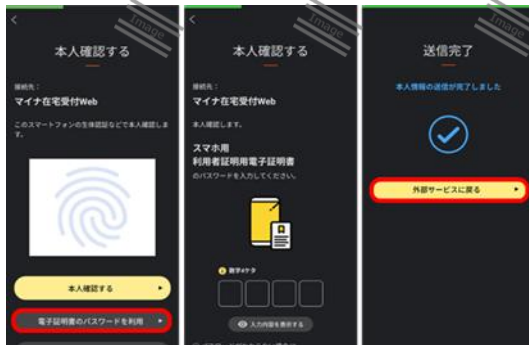 Image
本人確認する
接続先：
マイナ在宅受付Web
このスマートフォンの生体認証などで本人確認しま
す。
本人確認する
電子証明書のパスワードを利用
Image
本人確認する
接続先：
マイナ在宅受付Web
本人確認します。
スマホ用
利用者証明用電子証明書
のパスワードを入力してください。
数字4ケタ
入力内容を表示する
Image
送信完了
本人情報の送信が完了しました
外部サービスに戻る